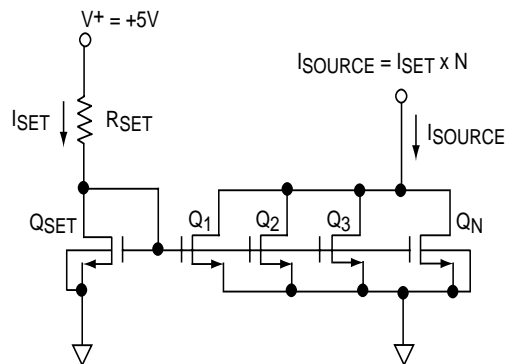 V+ = +5V
ISOURCE = ISET x N
ISET
RSET
ISOURCE
QSET
Q1
Q2
Q3
QN